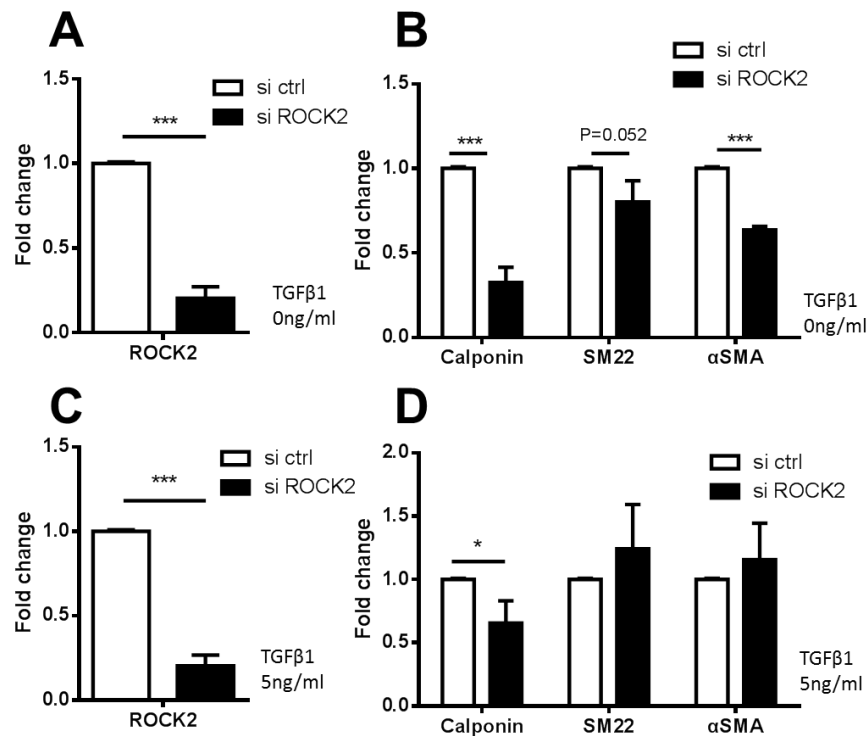 A
si ctrl
si ROCK2
***
1.5
1.0
0.5
0.0
Fold change
ROCK2
TGFβ1
0ng/ml
B
si ctrl
si ROCK2
***
P=0.052
***
1.5
1.0
0.5
0.0
Fold change
Calponin SM22 αSMA
TGFβ1
0ng/ml
C
si ctrl
si ROCK2
***
1.5
1.0
0.5
0.0
Fold change
ROCK2
TGFβ1
5ng/ml
D
si ctrl
si ROCK2
*
2.0
1.5
1.0
0.5
0.0
Fold change
Calponin SM22 αSMA
TGFβ1
5ng/ml